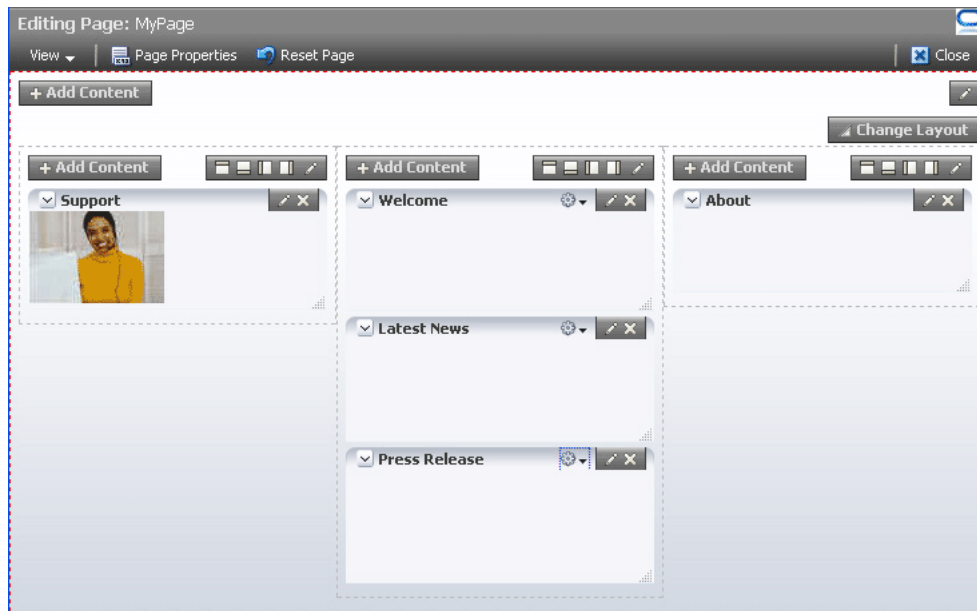 Editing Page: MyPage
View Page Properties Reset Page Close
+ Add Content
Change Layout
+ Add Content + Add Content + Add Content
Support Welcome About
Latest News
Press Release